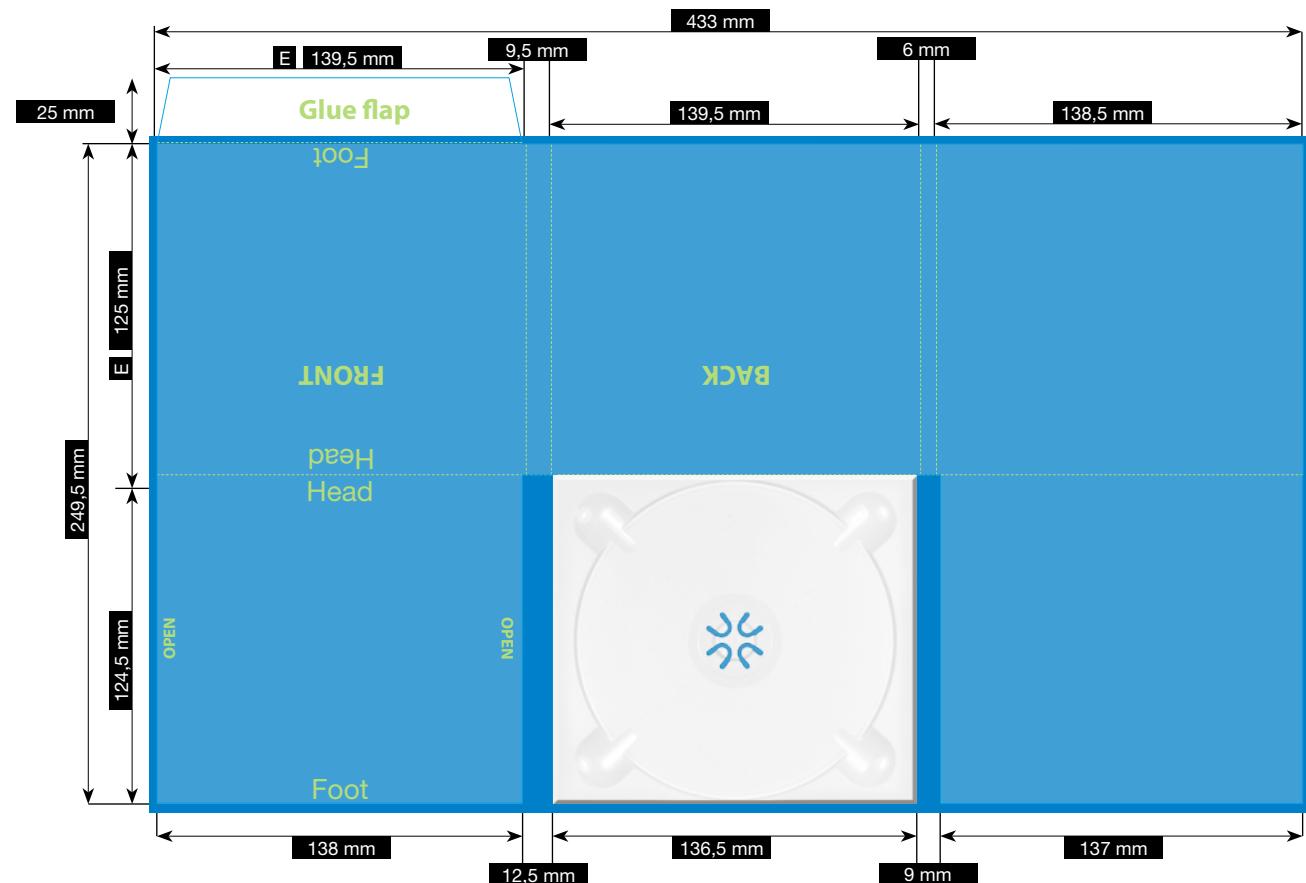 433 mm
9,5 mm
6 mm
E 139,5 mm
25 mm
Glue flap
139,5 mm
138,5 mm
Foot
125 mm
E
FRONT
BACK
Head
Head
249,5 mm
124,5 mm
OPEN
OPEN
Foot
138 mm
136,5 mm
137 mm
12,5 mm
9 mm